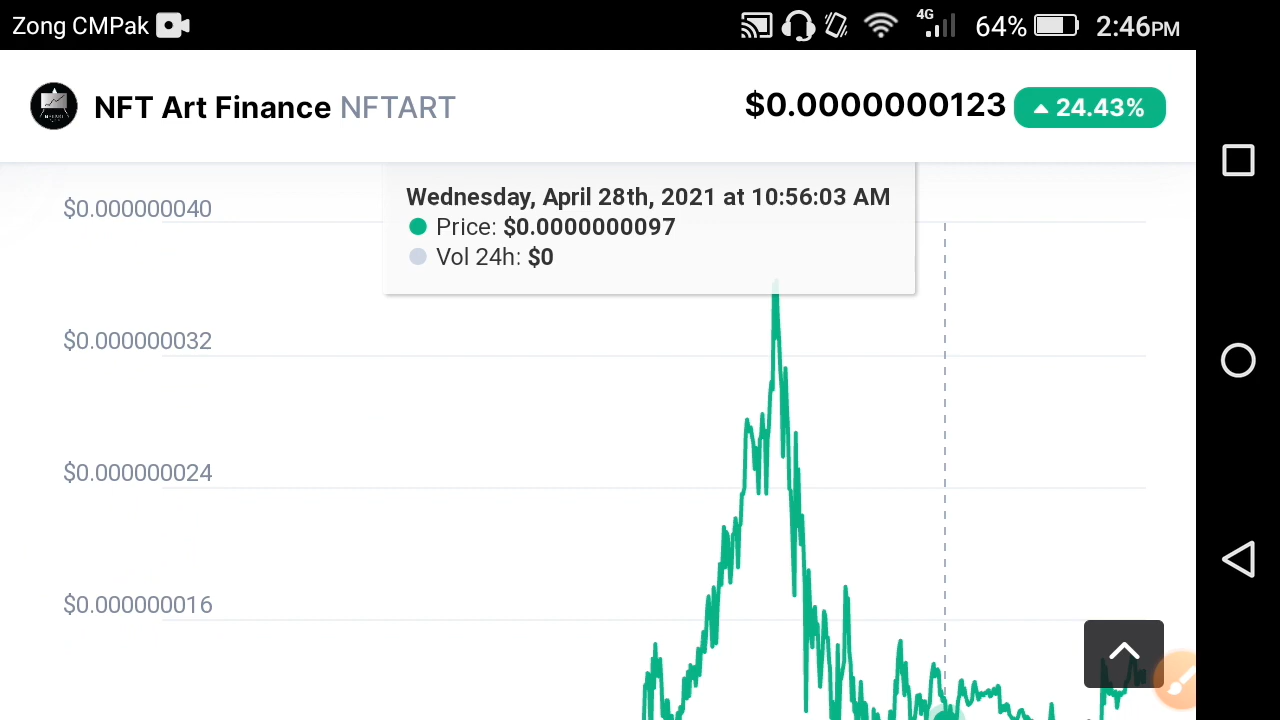 Zong CMPak 4G 64% 2:46PM
NFT Art Finance NFTART $0.0000000123 24.43%
Wednesday, April 28th, 2021 at 10:56:03 AM
Price: $0.0000000097
Vol 24h: $0
$0.000000040
$0.000000032
$0.000000024
$0.000000016